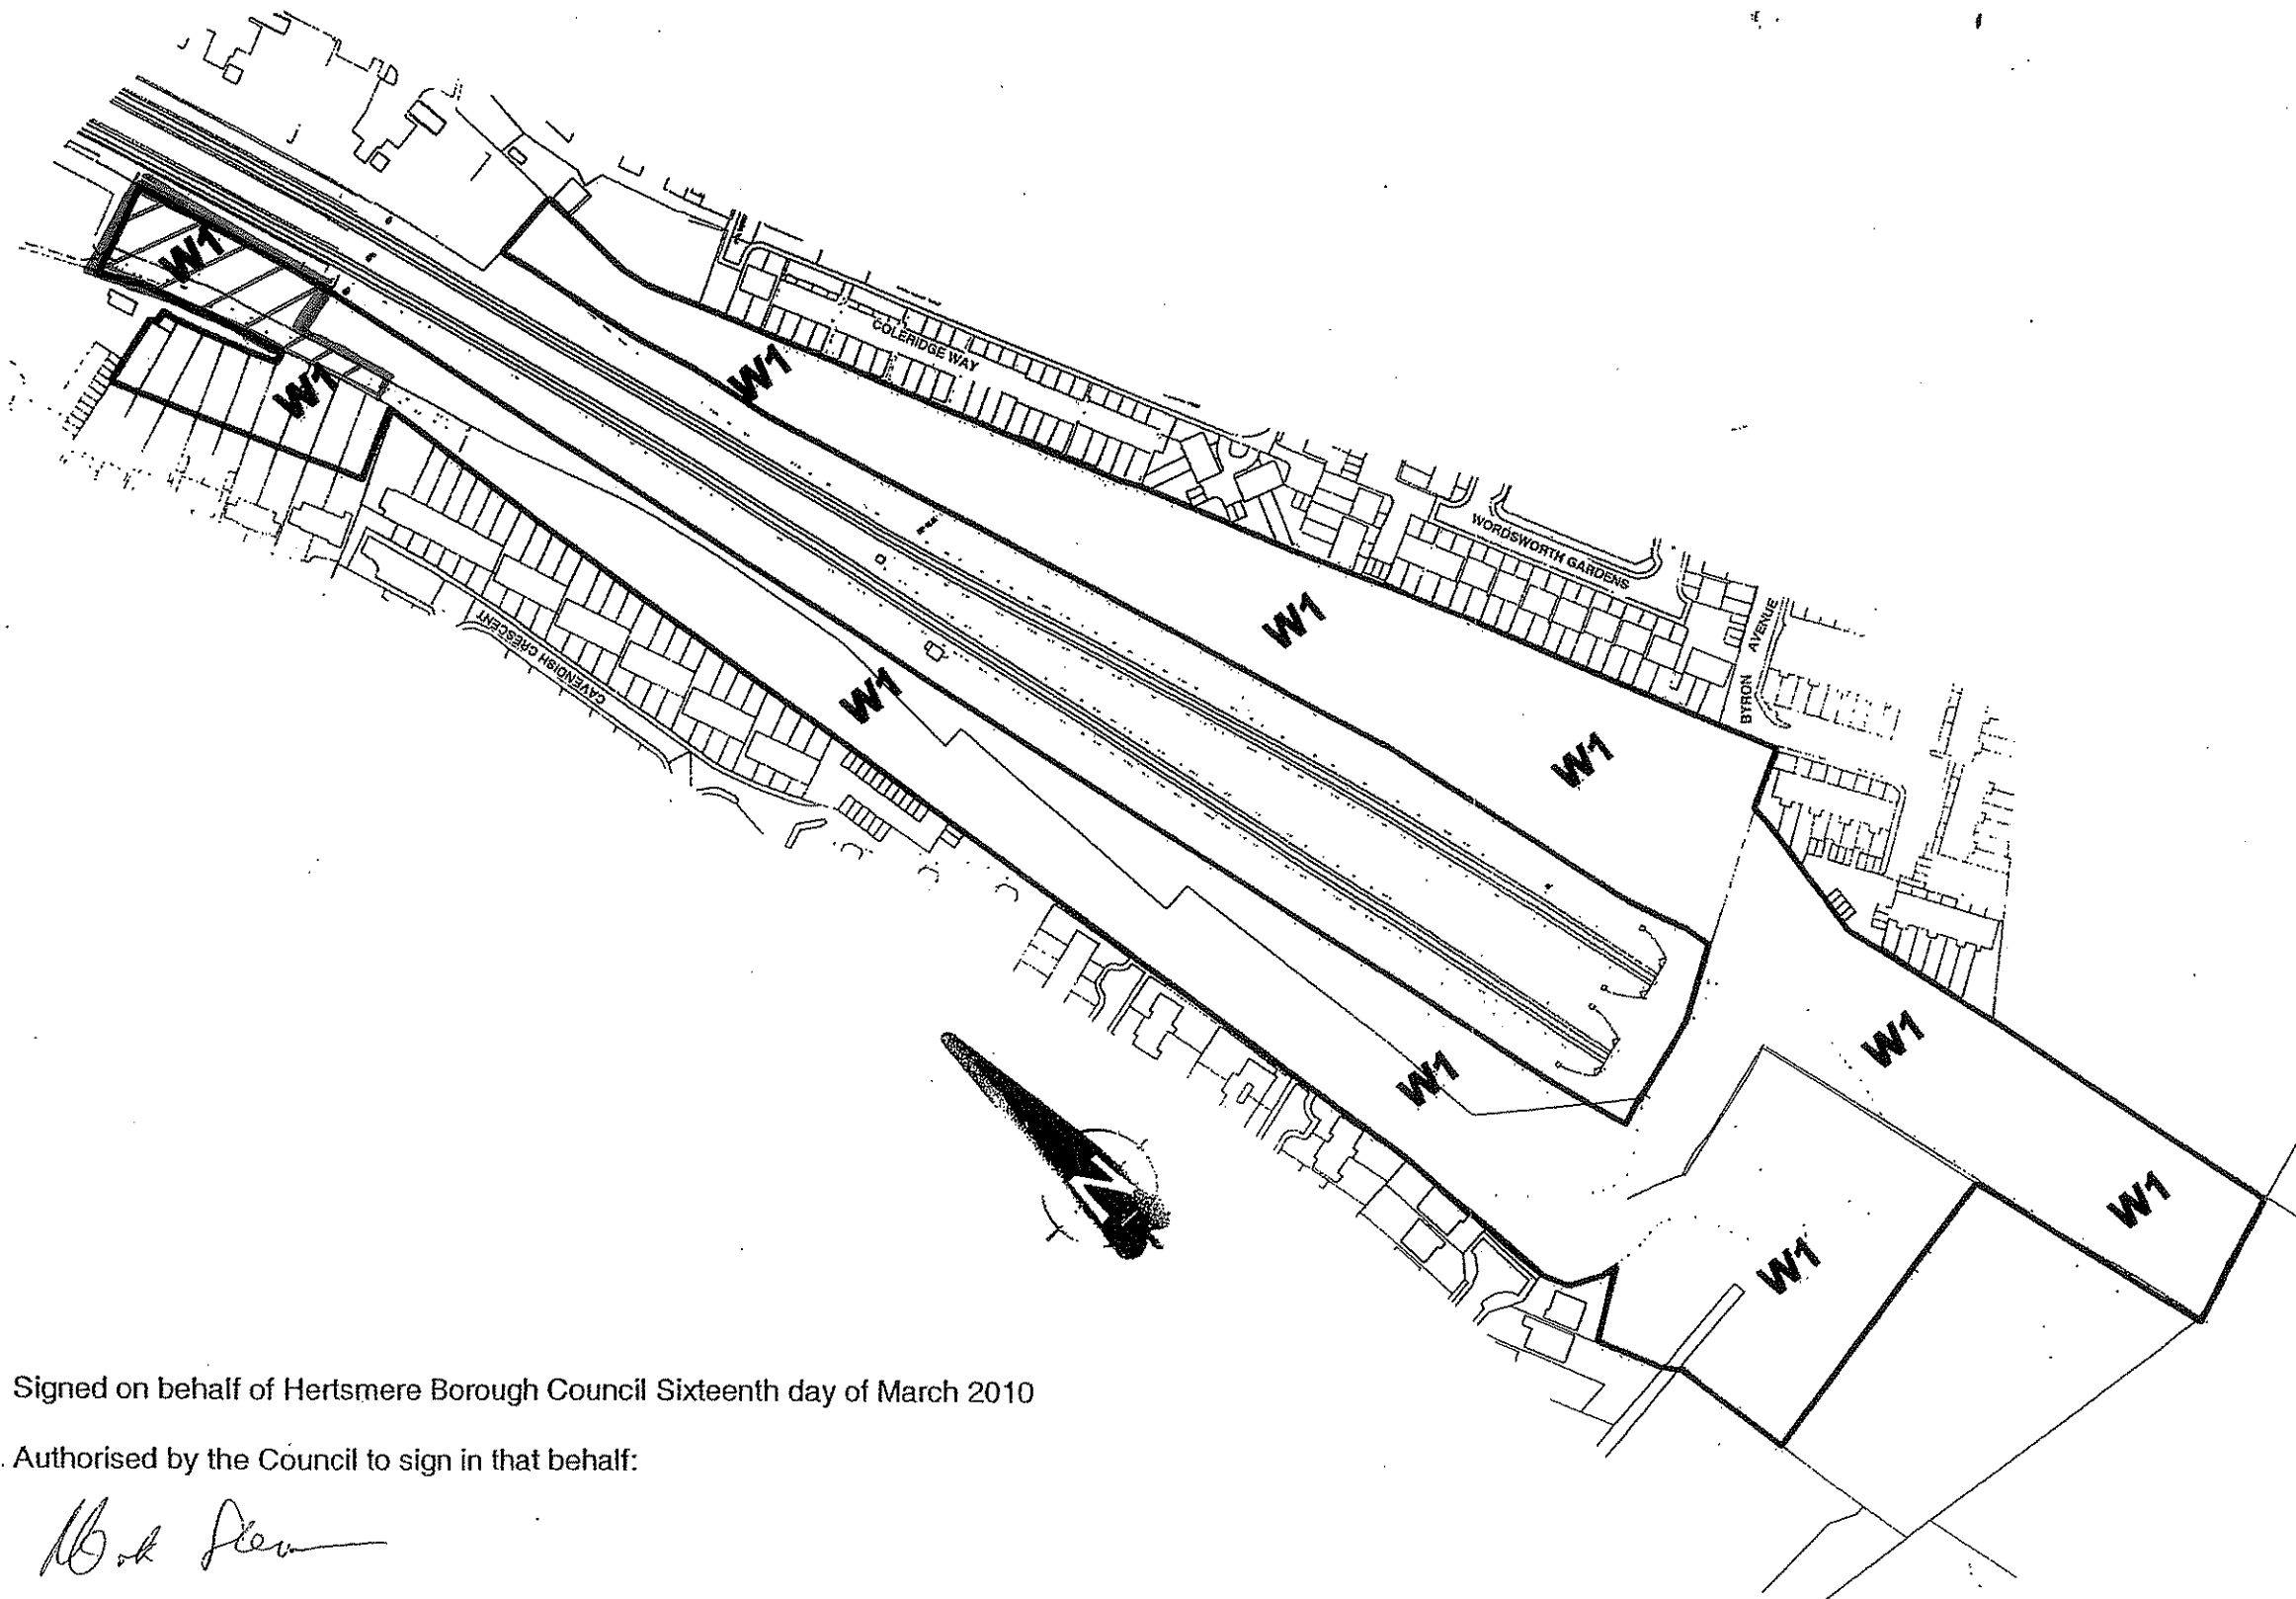 W1
W1
W1
COLERIDGE WAY
WORDSWORTH GARDENS
BYRON AVENUE
CAVENDISH CRESCENT
W1
W1
W1
W1
W1
W1
W1
N
Signed on behalf of Hertsmere Borough Council Sixteenth day of March 2010
Authorised by the Council to sign in that behalf: